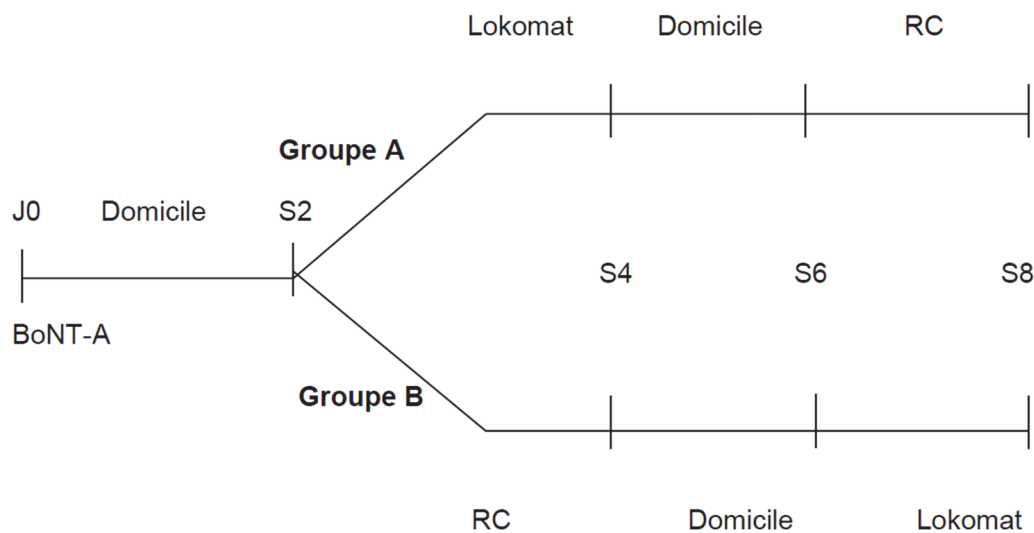 Lokomat Domicile RC
Groupe A
J0 Domicile S2
S4 S6 S8
BoNT-A
Groupe B
RC Domicile Lokomat